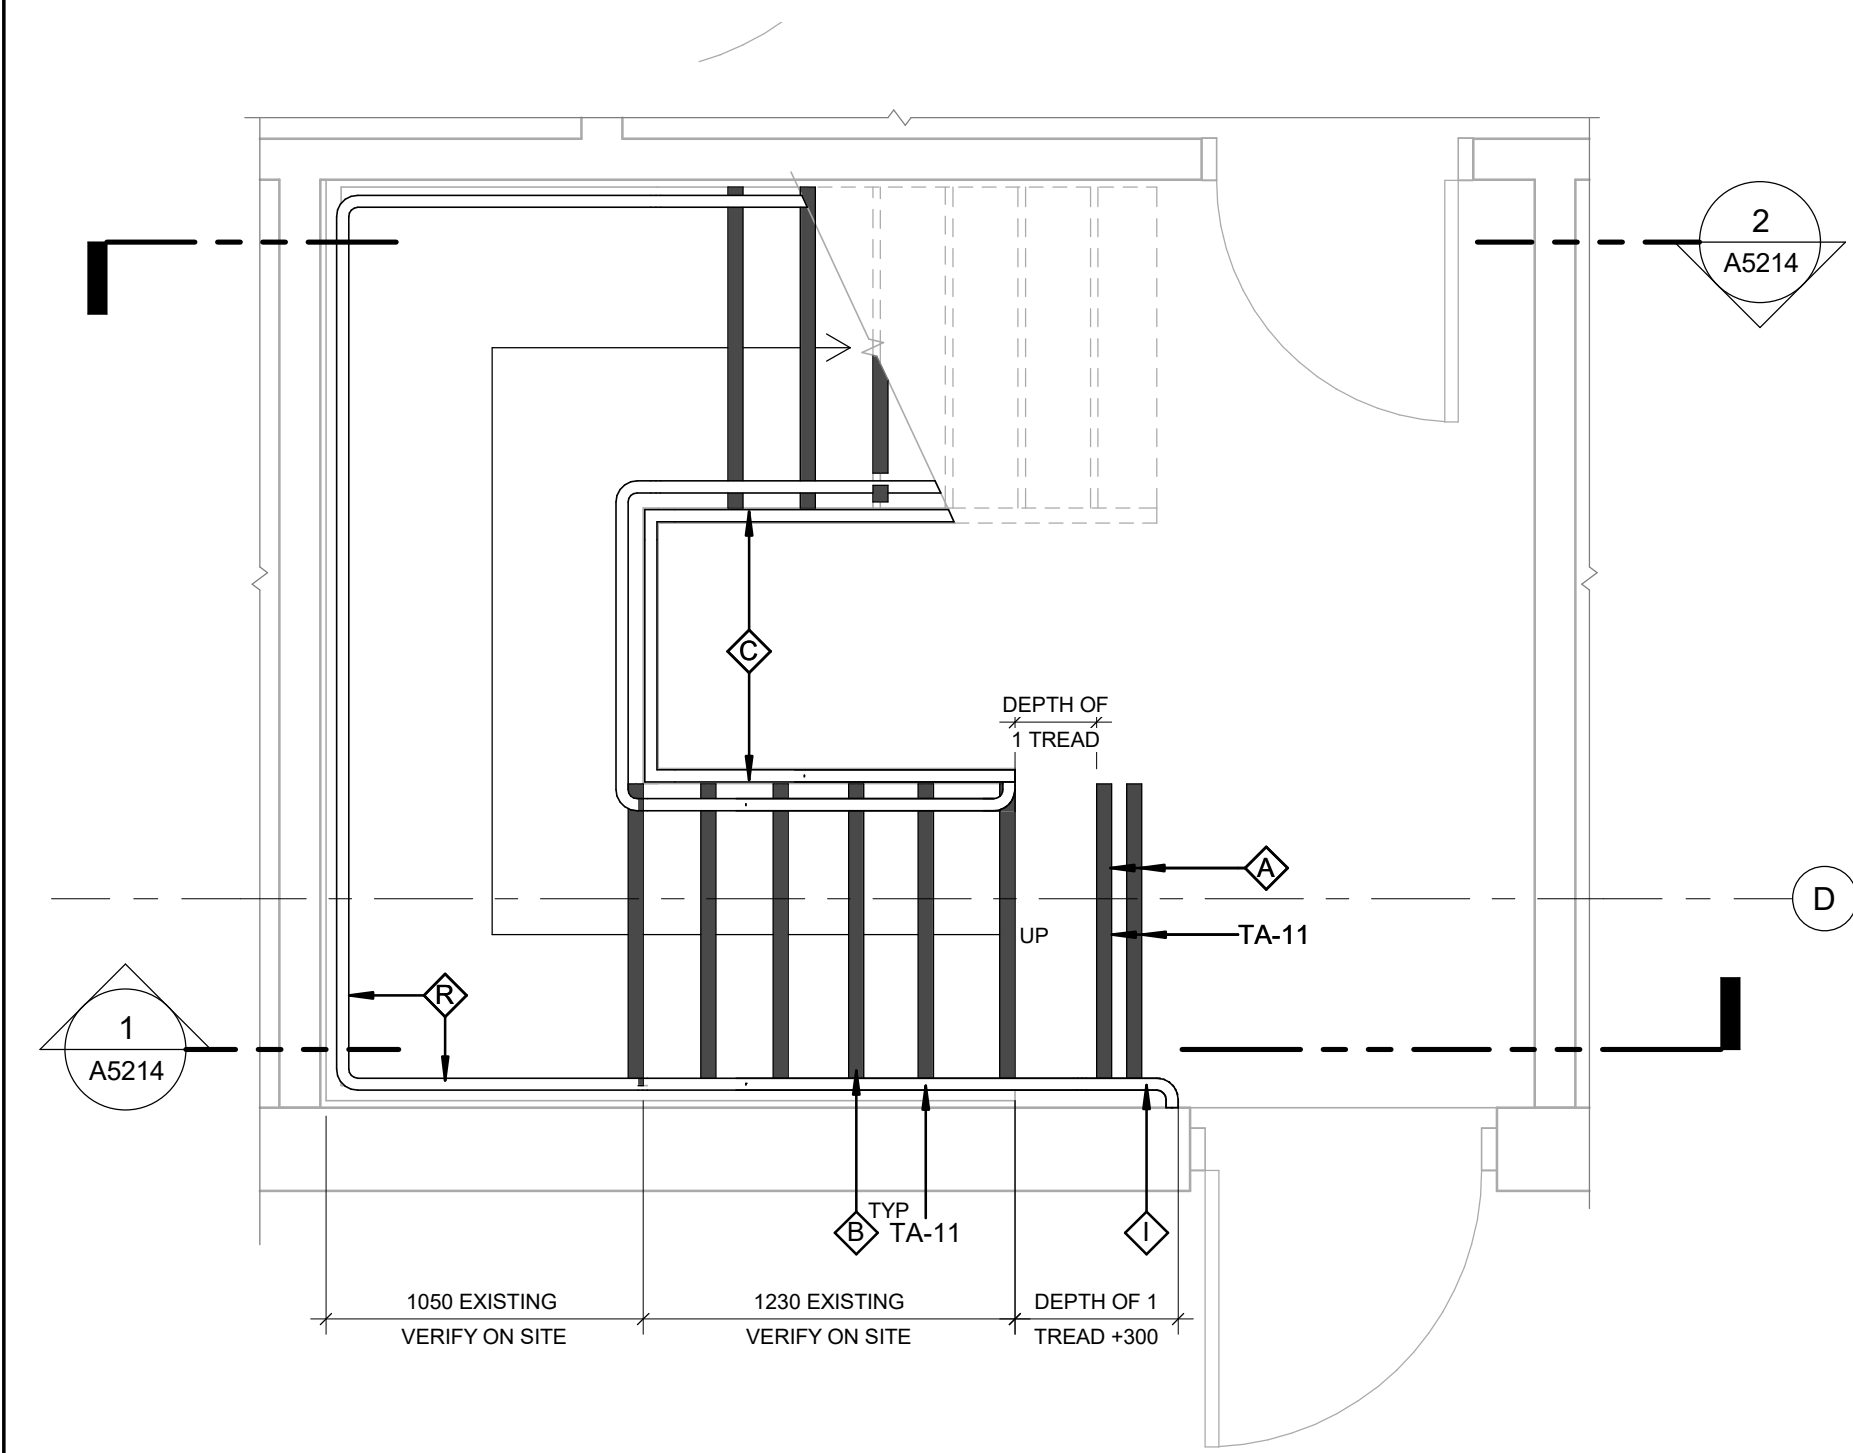 2
A5214
C
DEPTH OF
1 TREAD
A
D
UP
TA-11
R
1
A5214
TYP
B
TA-11
I
1050 EXISTING
VERIFY ON SITE
1230 EXISTING
VERIFY ON SITE
DEPTH OF 1
TREAD +300